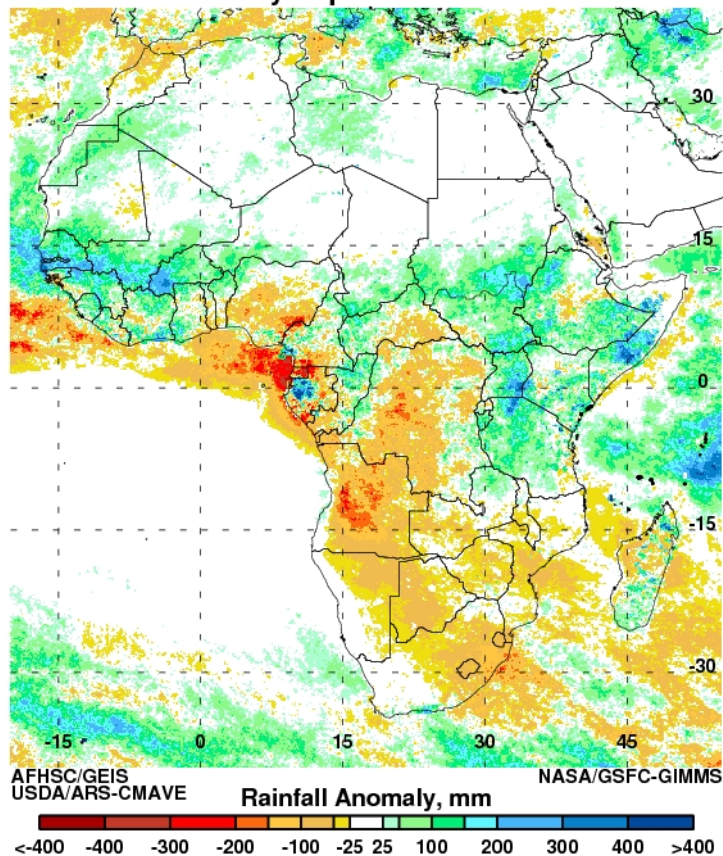 30
15
0
-15
-30
-15 0 15 30 45
AFHSC/GEIS NASA/GSFC-GIMMS
USDA/ARS-CMAVE
Rainfall Anomaly, mm
<-400 -400 -300 -200 -100 -25 25 100 200 300 400 >400